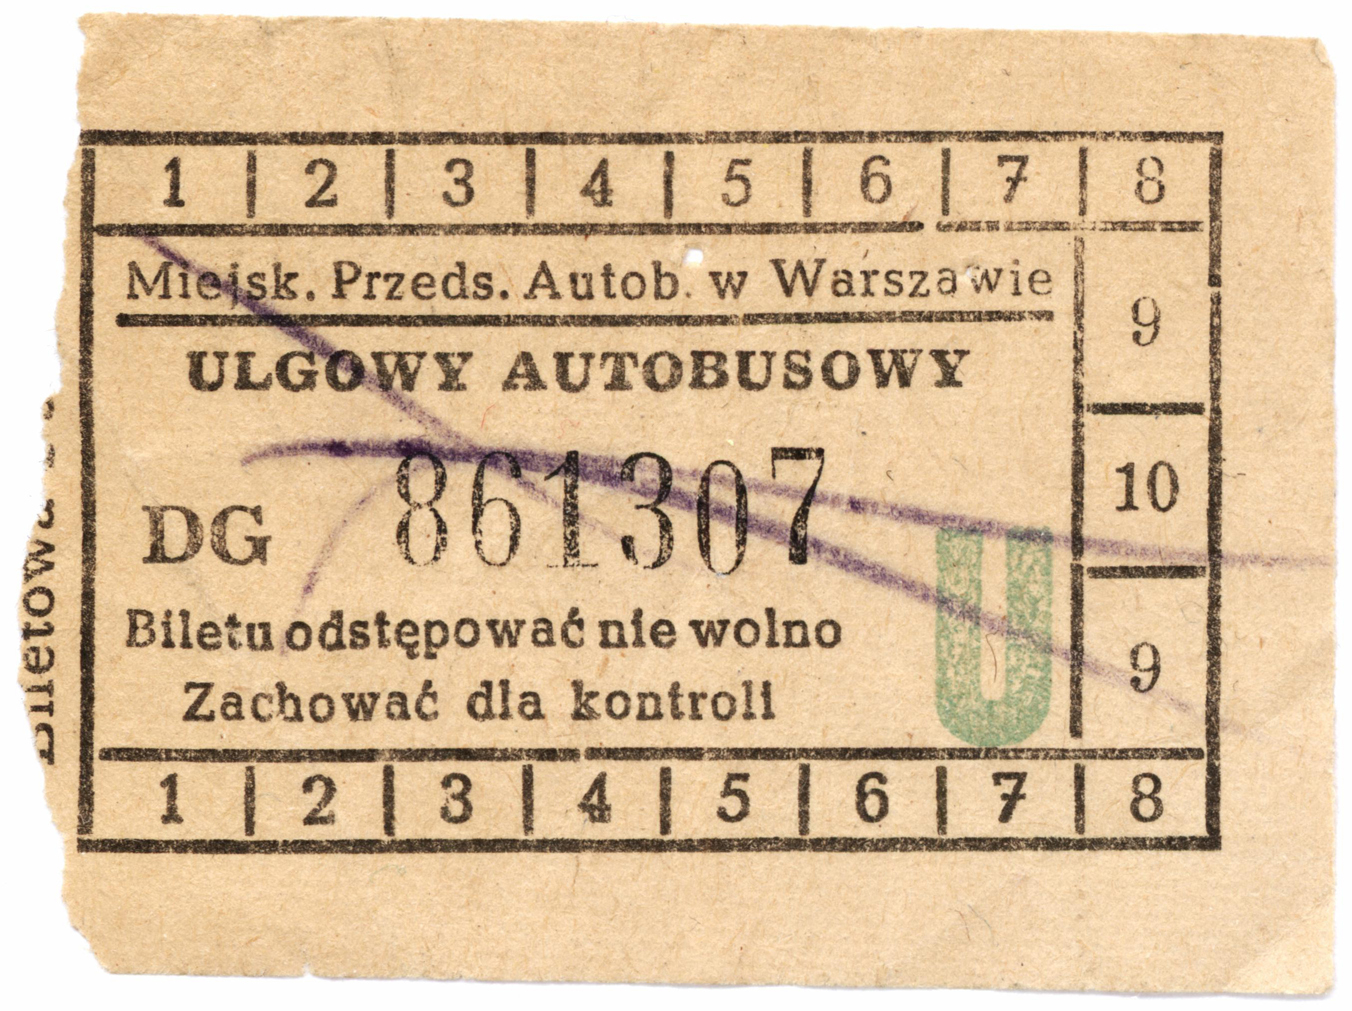 1 2 3 4 5 6 7 8
Miejsk. Przeds. Autob. w Warszawie
9
ULGOWY AUTOBUSOWY
DG 861307
10
U
Biletu odstępować nie wolno
9
Zachować dla kontroli
1 2 3 4 5 6 7 8
Biletowa